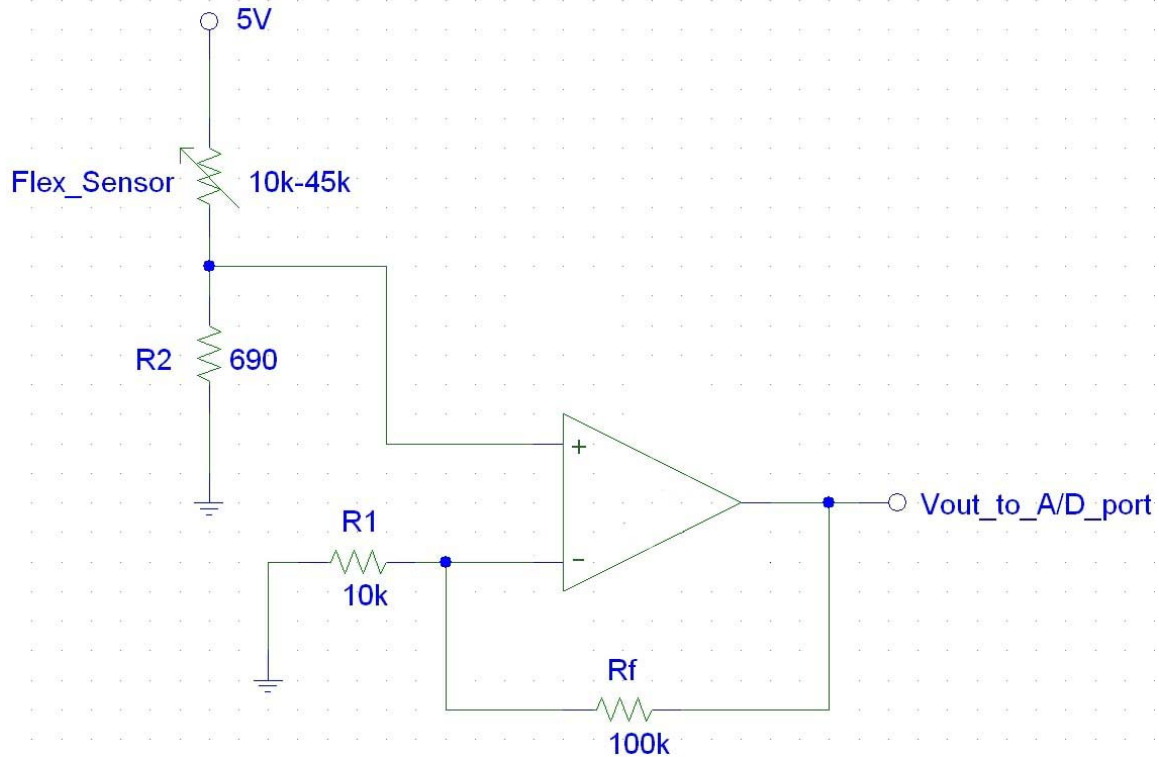 5V
Flex_Sensor 10k-45k
R2 690
+
Vout_to_A/D_port
R1
-
10k
Rf
100k